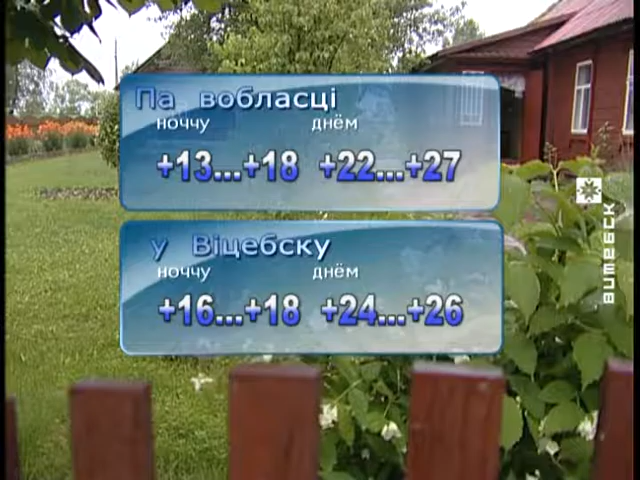 Па вобласці
ноччу днём
+13...+18 +22...+27
у Віцебску
ноччу днём
+16...+18 +24...+26
витебск